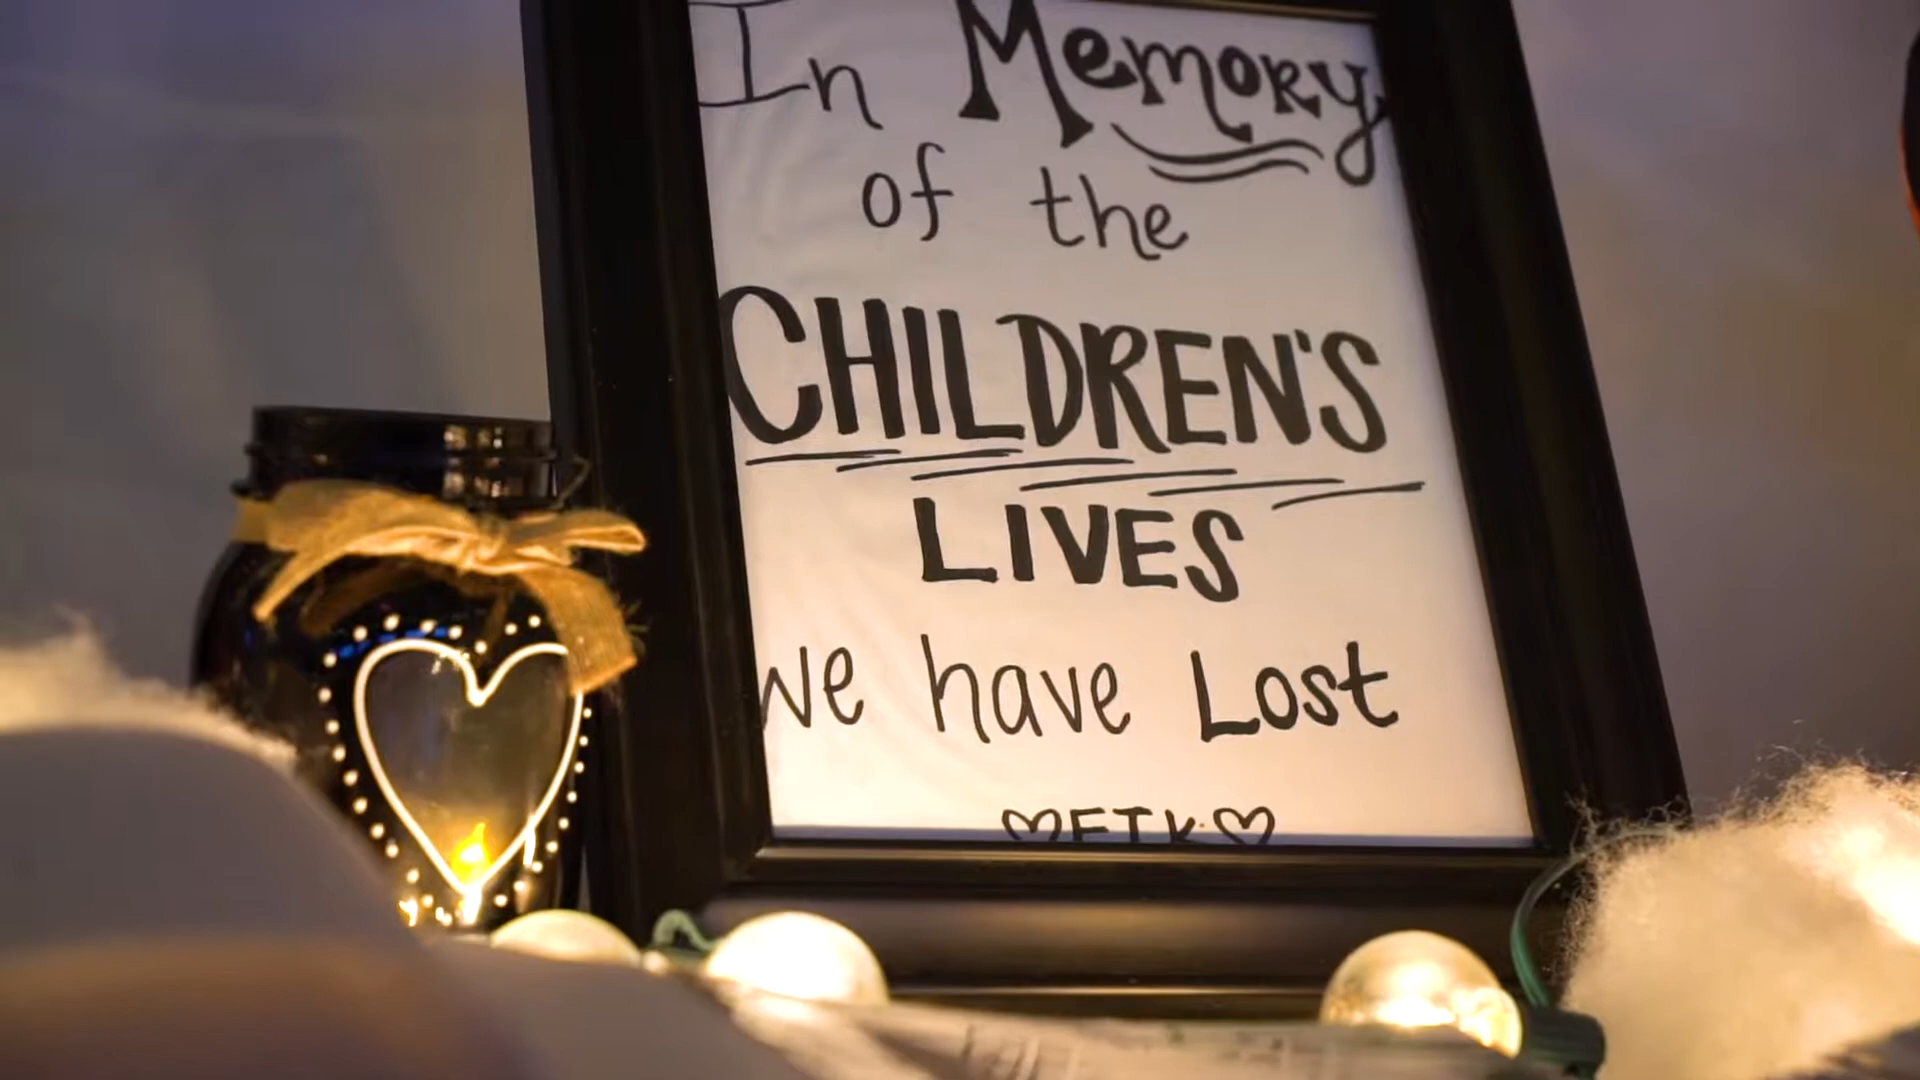 In Memory
of the
CHILDREN'S
LIVES
we have Lost
♡FTK♡